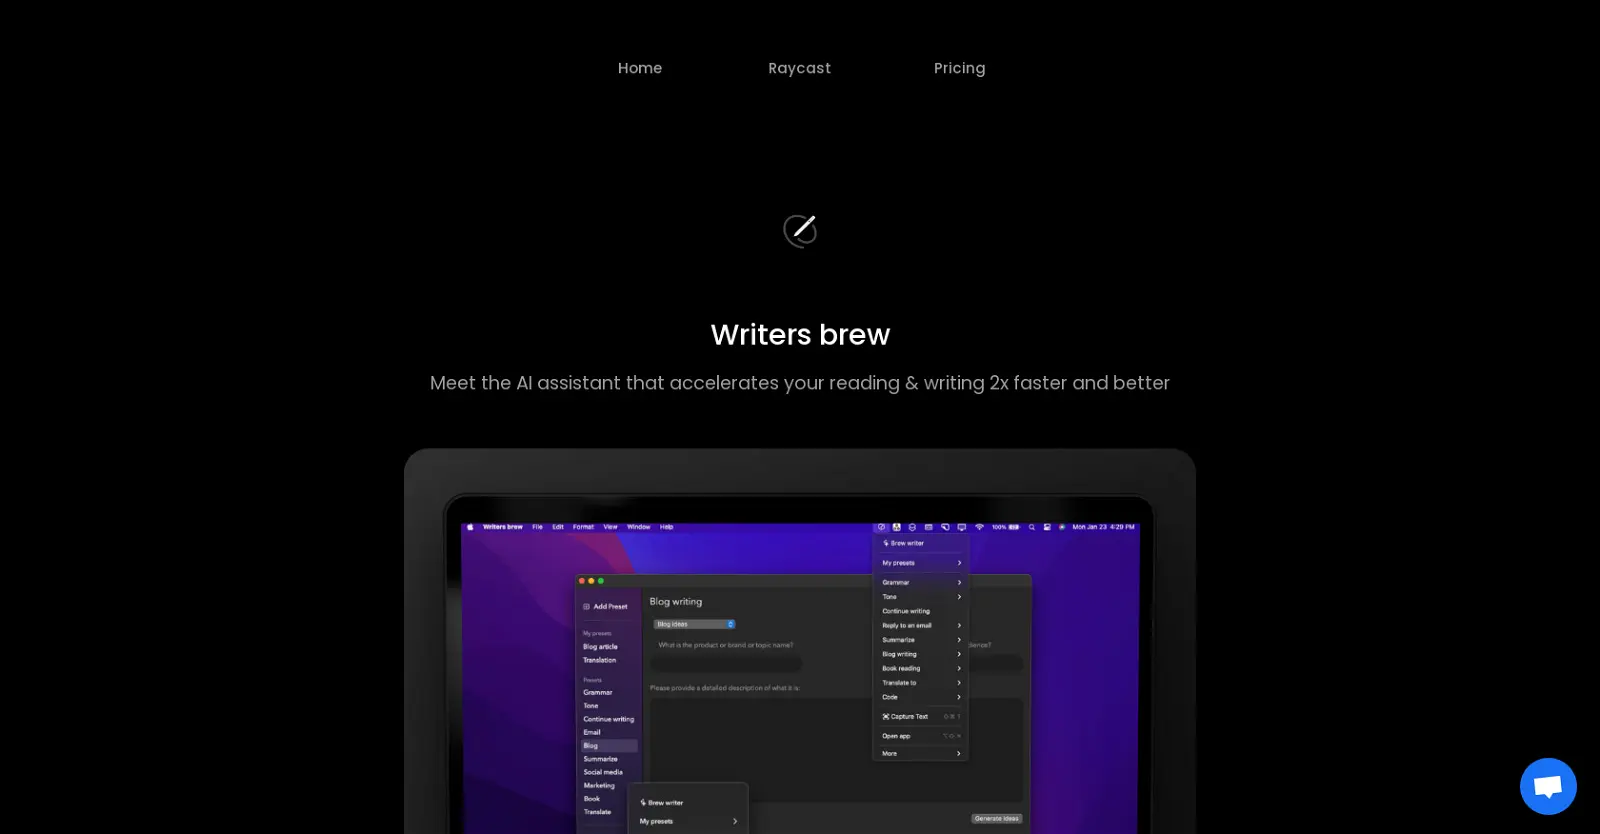 Home
Raycast
Pricing
Writers brew
Meet the AI assistant that accelerates your reading & writing 2x faster and better
Writers brew File Edit Format View Window Help
100% Mon Jan 23 4:29 PM
Brew writer
My presets
Grammar
Tone
Continue writing
Reply to an email
Summarize
Blog writing
Book reading
Translate to
Code
Capture Text
Open app
More
Add Preset
My presets
Blog article
Translation
Presets
Grammar
Tone
Continue writing
Email
Blog
Summarize
Social media
Marketing
Book
Translate
Blog writing
Blog ideas
What is the product or brand or topic name?
Please provide a detailed description of what it is:
Generate ideas
Brew writer
My presets